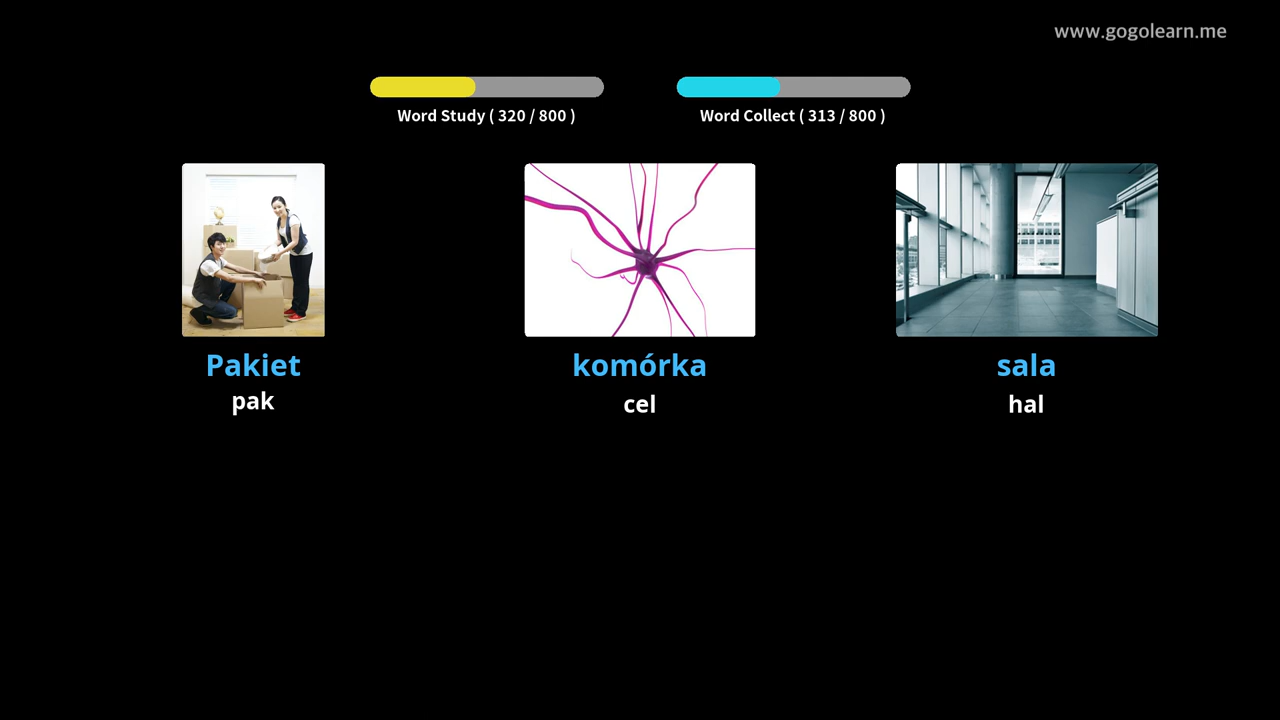 www.gogolearn.me
Word Study ( 320 / 800 )
Word Collect ( 313 / 800 )
Pakiet
pak
komórka
cel
sala
hal